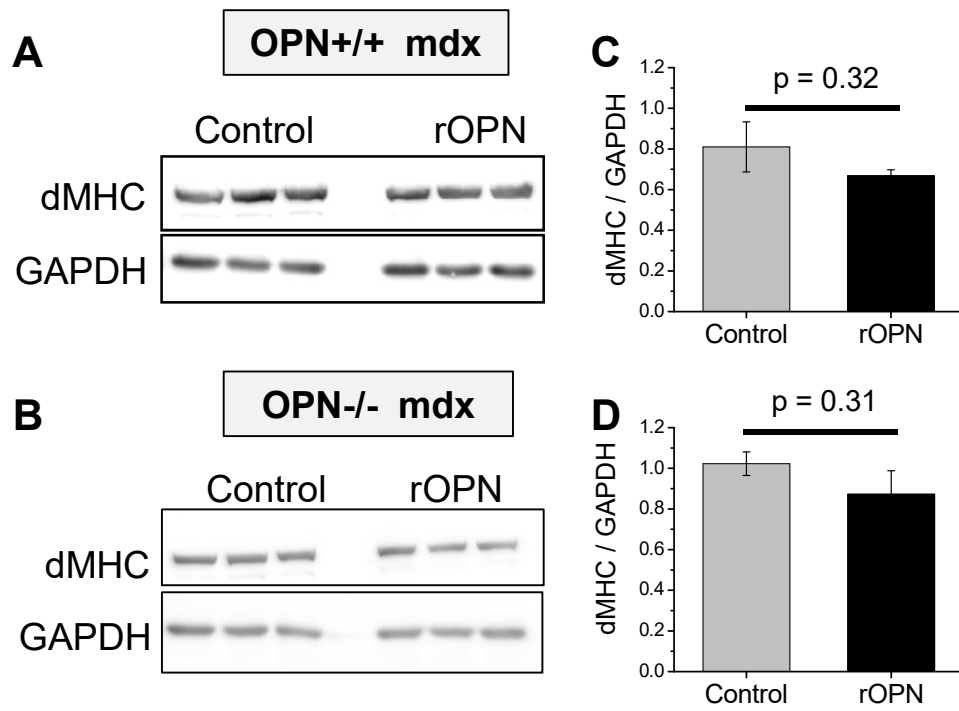 A
OPN+/+ mdx
Control rOPN
dMHC
GAPDH
B
OPN-/- mdx
Control rOPN
dMHC
GAPDH
C
p = 0.32
dMHC / GAPDH
1.2
1.0
0.8
0.6
0.4
0.2
0.0
Control rOPN
D
p = 0.31
dMHC / GAPDH
1.2
1.0
0.8
0.6
0.4
0.2
0.0
Control rOPN